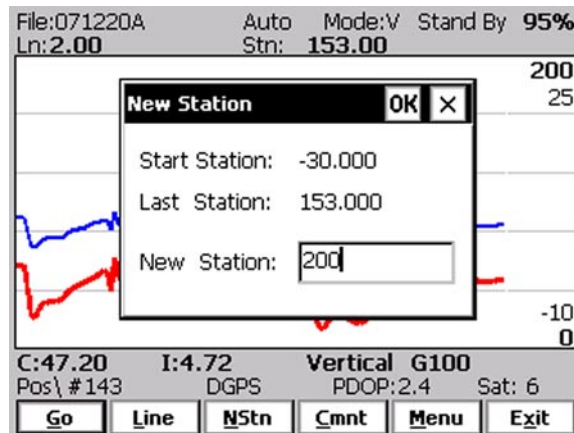 File:071220A Auto Mode:V Stand By 95%
Ln:2.00 Stn: 153.00
200
25
New Station OK ×
Start Station: -30.000
Last Station: 153.000
New Station: 200
-10
0
C:47.20 I:4.72 Vertical G100
Pos\ #143 DGPS PDOP:2.4 Sat: 6
Go Line NStn Cmnt Menu Exit